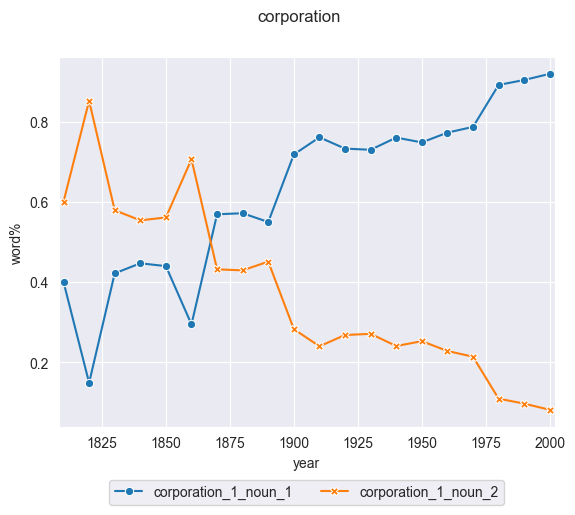 corporation
word%
0.8
0.6
0.4
0.2
1825 1850 1875 1900 1925 1950 1975 2000
year
corporation_1_noun_1 corporation_1_noun_2